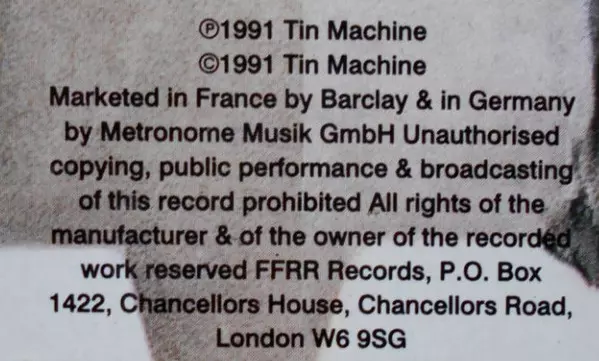 ℗1991 Tin Machine
©1991 Tin Machine
Marketed in France by Barclay & in Germany
by Metronome Musik GmbH Unauthorised
copying, public performance & broadcasting
of this record prohibited All rights of the
manufacturer & of the owner of the recorded
work reserved FFRR Records, P.O. Box
1422, Chancellors House, Chancellors Road,
London W6 9SG